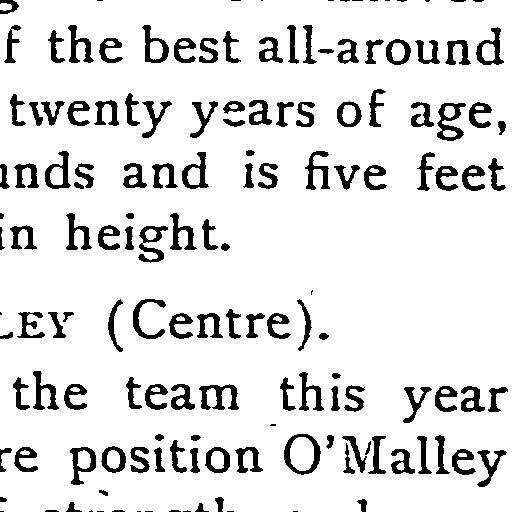 f the best all-around
twenty years of age,
unds and is five feet
in height.
LEY (Centre).
the team this year
re position O'Malley
strength